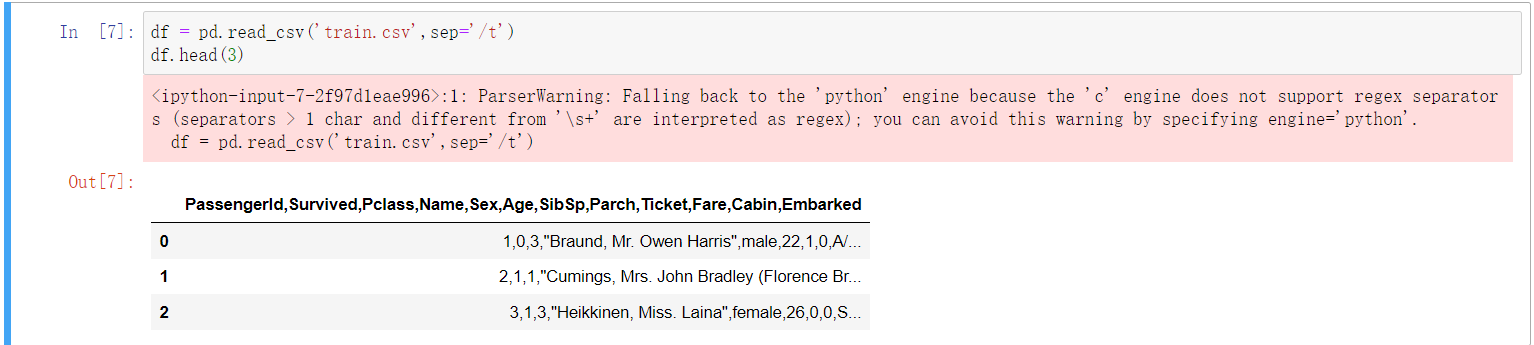 In [7]: df = pd.read_csv('train.csv',sep='/t')
df.head(3)
<ipython-input-7-2f97d1eae996>:1: ParserWarning: Falling back to the 'python' engine because the 'c' engine does not support regex separator
s (separators > 1 char and different from '\s+' are interpreted as regex); you can avoid this warning by specifying engine='python'.
df = pd.read_csv('train.csv',sep='/t')
Out[7]:
PassengerId,Survived,Pclass,Name,Sex,Age,SibSp,Parch,Ticket,Fare,Cabin,Embarked
0 1,0,3,"Braund, Mr. Owen Harris",male,22,1,0,A/...
1 2,1,1,"Cumings, Mrs. John Bradley (Florence Br...
2 3,1,3,"Heikkinen, Miss. Laina",female,26,0,0,S...